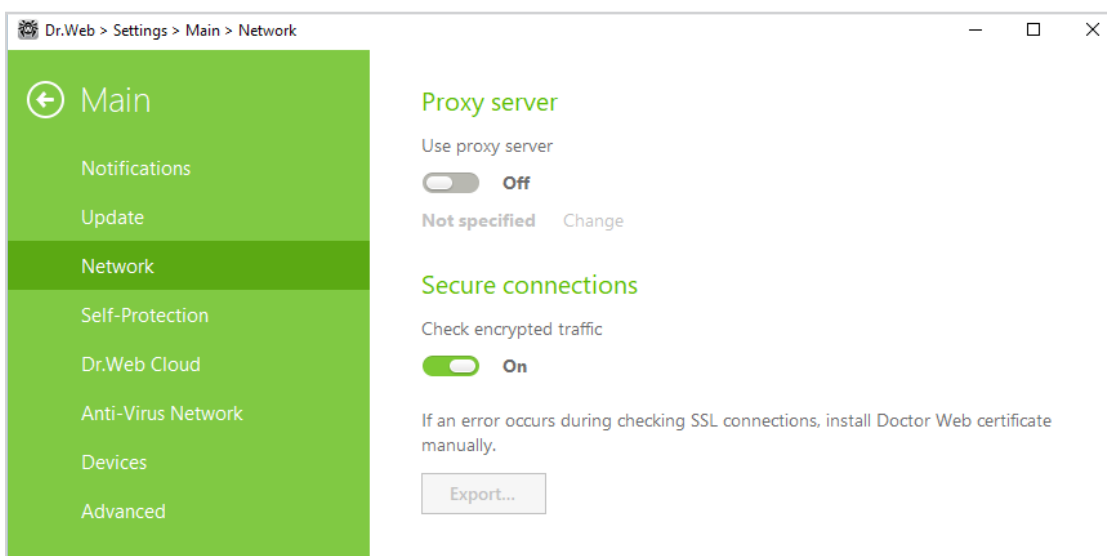 Dr.Web > Settings > Main > Network
Main
Notifications
Update
Network
Self-Protection
Dr.Web Cloud
Anti-Virus Network
Devices
Advanced
Proxy server
Use proxy server
Off
Not specified Change
Secure connections
Check encrypted traffic
On
If an error occurs during checking SSL connections, install Doctor Web certificate
manually.
Export...